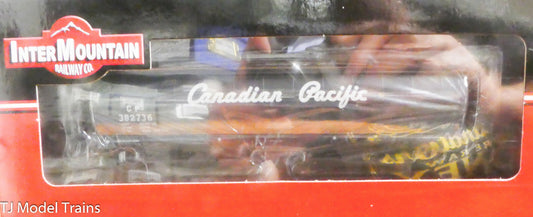 INTERMOUNTAIN
RAILWAY CO.
Canadian Pacific
CP
382736
TJ Model Trains